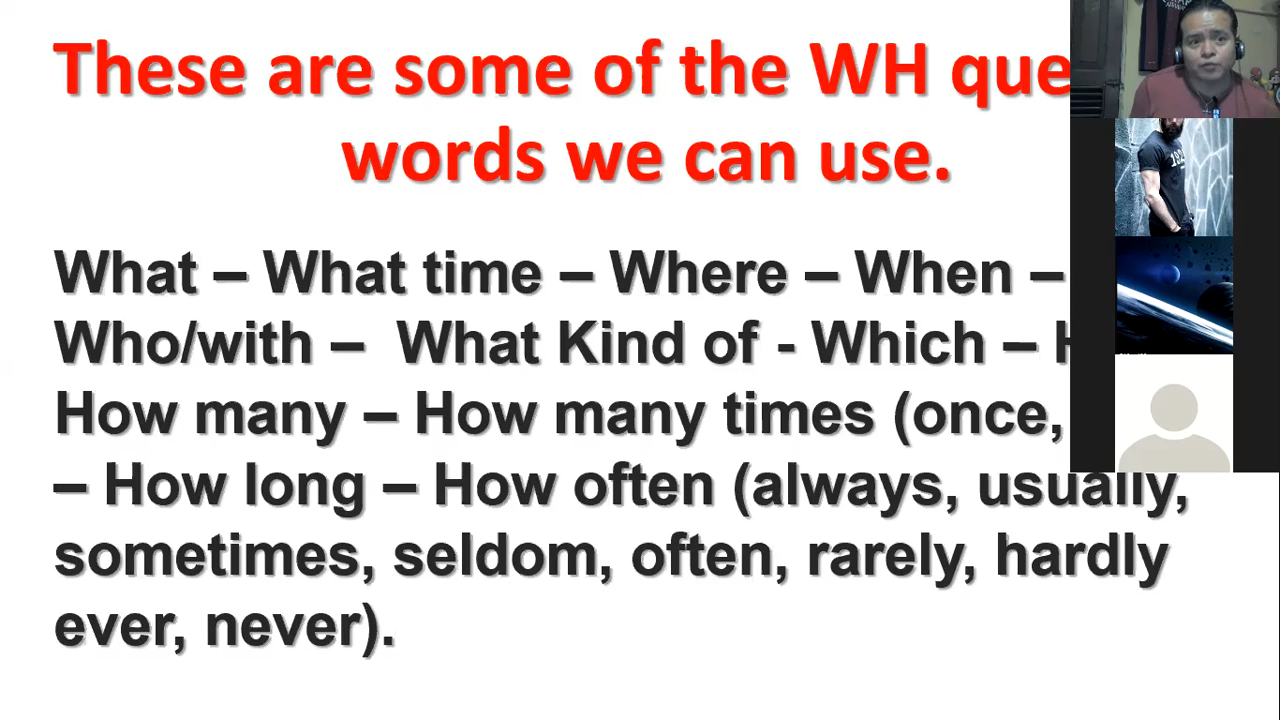 These are some of the WH que
words we can use.
What – What time – Where – When –
Who/with – What Kind of - Which –
How many – How many times (once,
– How long – How often (always, usually,
sometimes, seldom, often, rarely, hardly
ever, never).